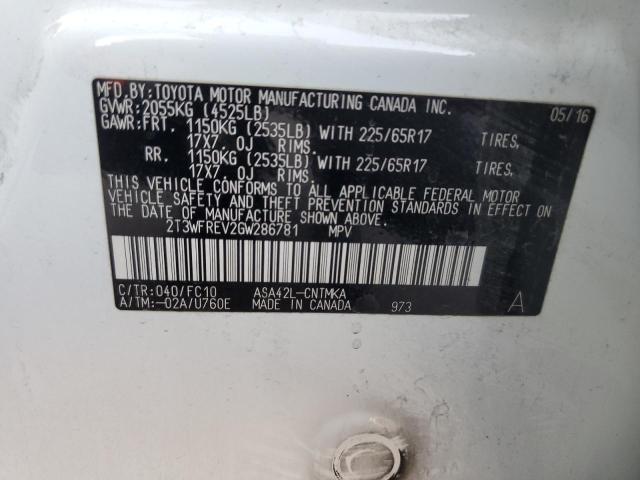 MFD.BY:TOYOTA MOTOR MANUFACTURING CANADA INC. 05/16
GVWR:2055KG (4525LB)
GAWR:FRT. 1150KG (2535LB) WITH 225/65R17 TIRES,
17X7.0J RIMS.
RR. 1150KG (2535LB) WITH 225/65R17 TIRES,
17X7.0J RIMS.
THIS VEHICLE CONFORMS TO ALL APPLICABLE FEDERAL MOTOR
VEHICLE SAFETY AND THEFT PREVENTION STANDARDS IN EFFECT ON
THE DATE OF MANUFACTURE SHOWN ABOVE.
2T3WFREV2GW286781 MPV
C/TR:040/FC10 ASA42L-CNTMKA
A/TM:-02A/U760E MADE IN CANADA 973 A